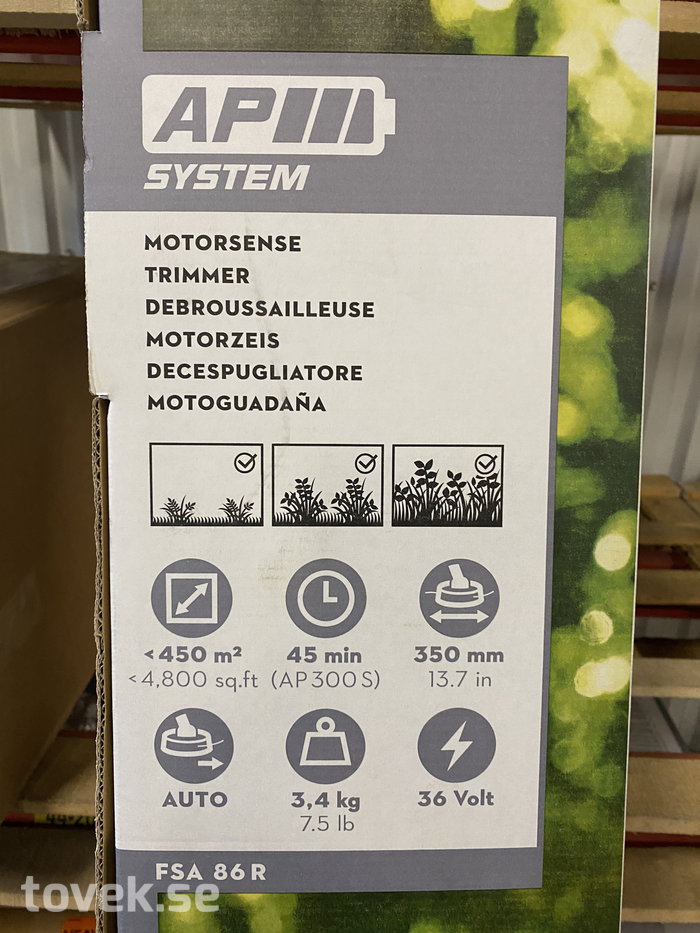 AP
SYSTEM
MOTORSENSE
TRIMMER
DEBROUSSAILLEUSE
MOTORZEIS
DECESPUGLIATORE
MOTOGUADAÑA
<450 m² 45 min 350 mm
<4,800 sq.ft (AP 300 S) 13.7 in
AUTO 3,4 kg 36 Volt
7.5 lb
FSA 86 R
tovek.se